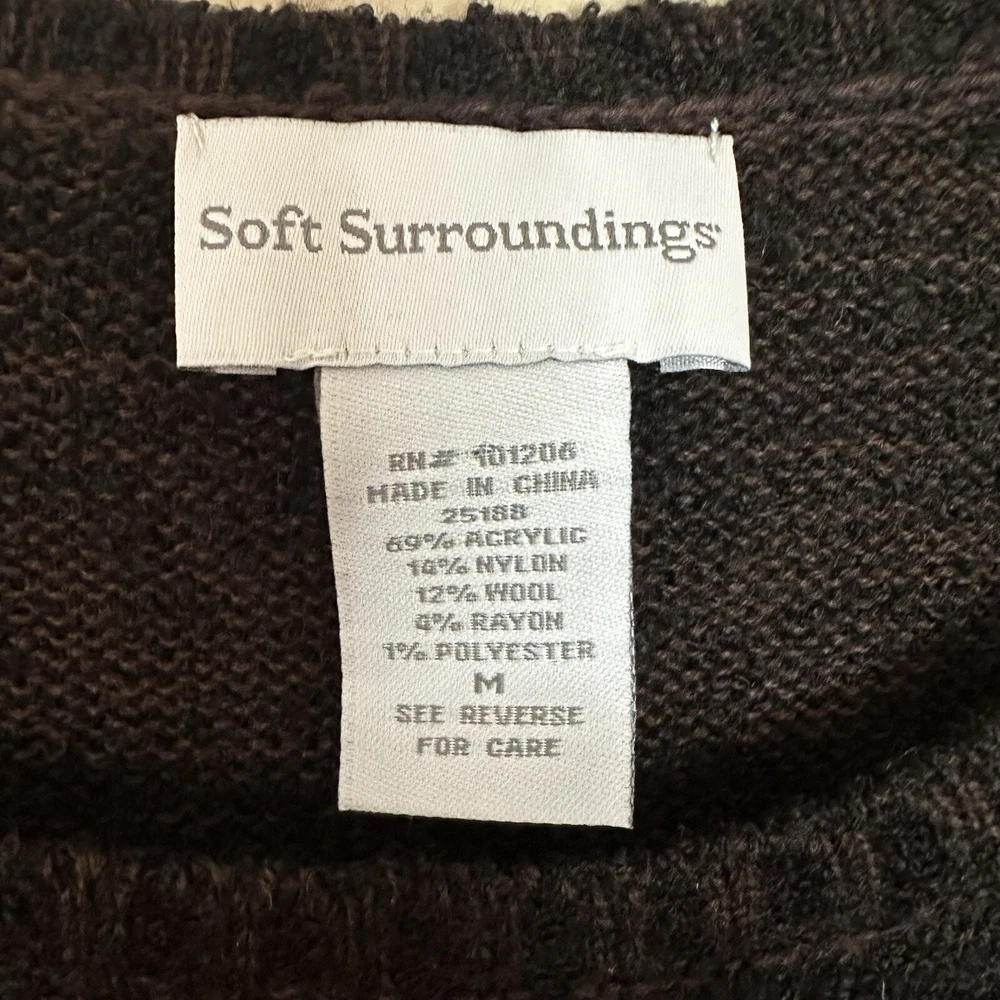 Soft Surroundings
RN# 101206
MADE IN CHINA
25188
69% ACRYLIC
14% NYLON
12% WOOL
4% RAYON
1% POLYESTER
M
SEE REVERSE
FOR CARE